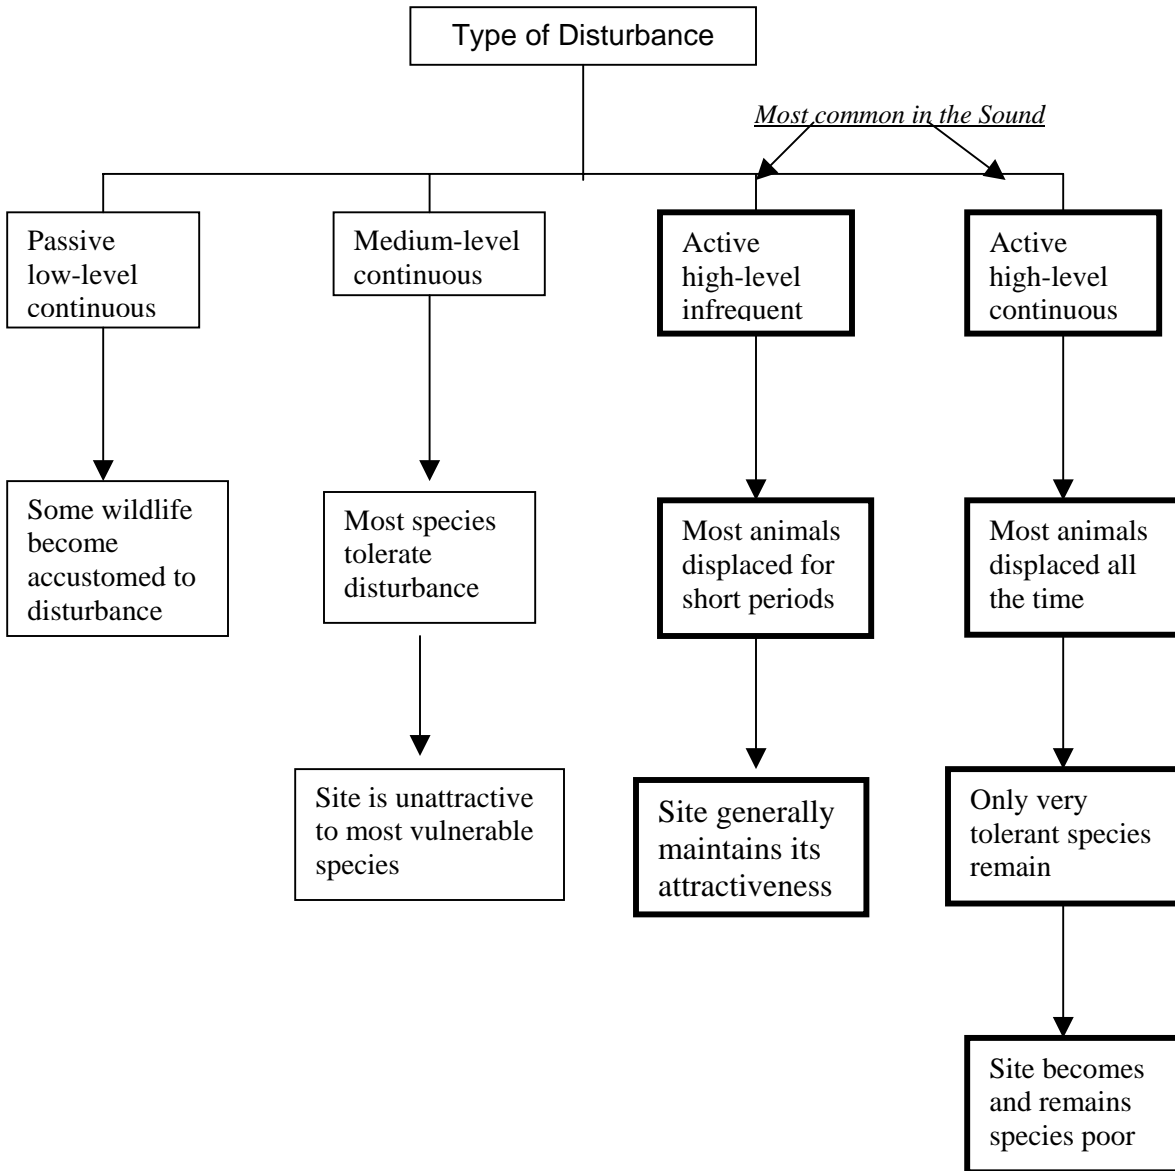 Type of Disturbance
Most common in the Sound
Passive
low-level
continuous
Medium-level
continuous
Active
high-level
infrequent
Active
high-level
continuous
Some wildlife
become
accustomed to
disturbance
Most species
tolerate
disturbance
Most animals
displaced for
short periods
Most animals
displaced all
the time
Site is unattractive
to most vulnerable
species
Site generally
maintains its
attractiveness
Only very
tolerant species
remain
Site becomes
and remains
species poor